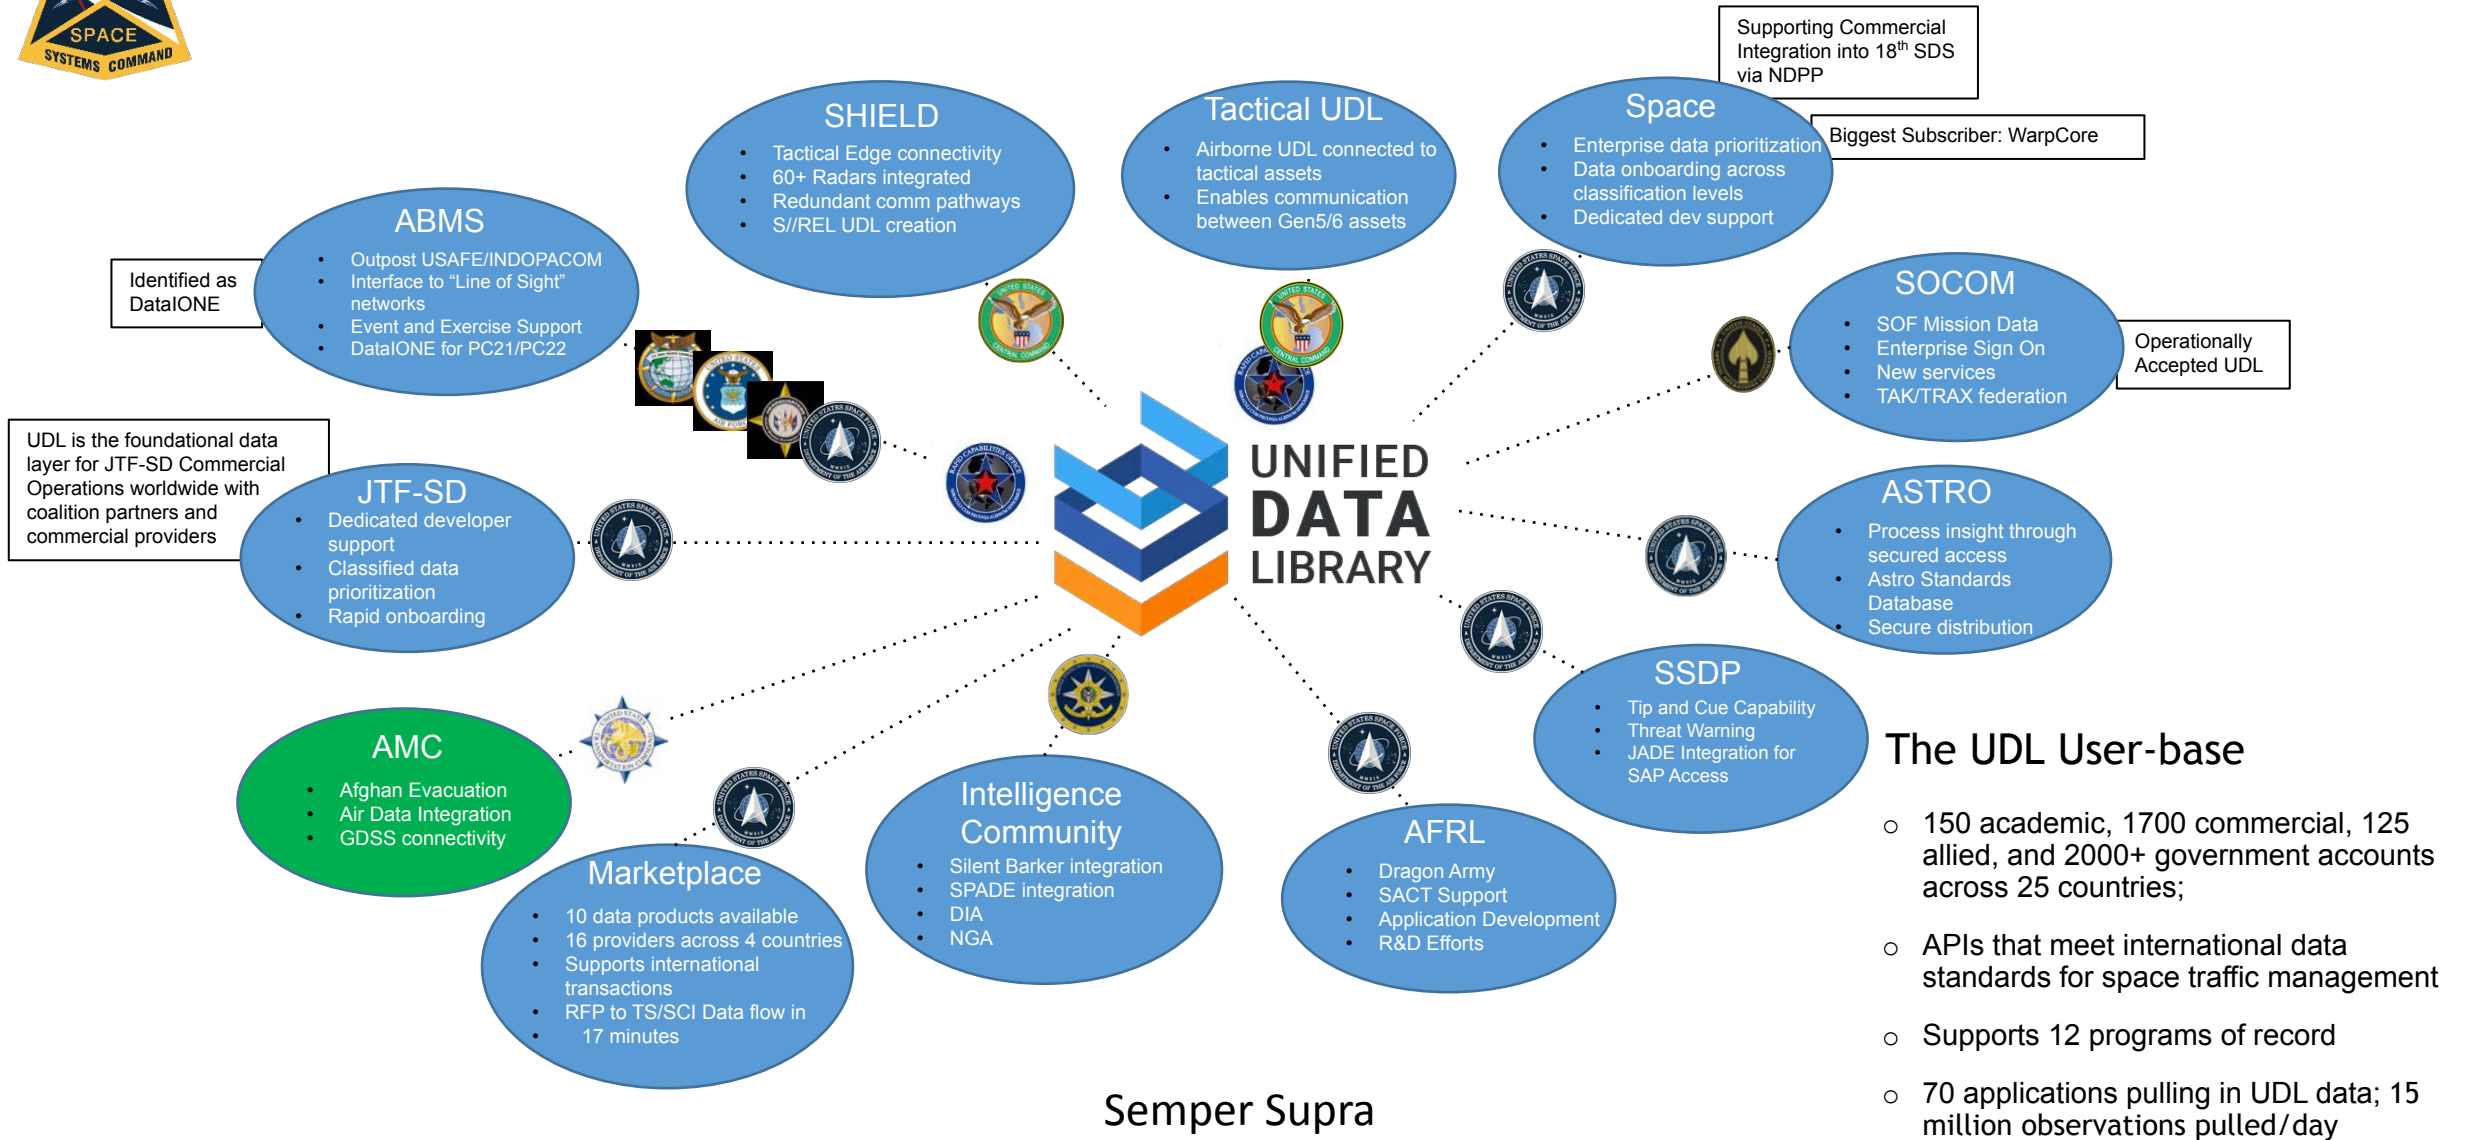 SPACE
SYSTEMS COMMAND
Supporting Commercial
Integration into 18th SDS
via NDPP
Biggest Subscriber: WarpCore
SHIELD
• Tactical Edge connectivity
• 60+ Radars integrated
• Redundant comm pathways
• S//REL UDL creation
Tactical UDL
• Airborne UDL connected to
tactical assets
• Enables communication
between Gen5/6 assets
Space
• Enterprise data prioritization
• Data onboarding across
classification levels
• Dedicated dev support
ABMS
• Outpost USAFE/INDOPACOM
• Interface to “Line of Sight”
networks
• Event and Exercise Support
• DataIONE for PC21/PC22
Identified as
DataIONE
SOCOM
• SOF Mission Data
• Enterprise Sign On
• New services
• TAK/TRAX federation
Operationally
Accepted UDL
UDL is the foundational data
layer for JTF-SD Commercial
Operations worldwide with
coalition partners and
commercial providers
JTF-SD
• Dedicated developer
support
• Classified data
prioritization
• Rapid onboarding
UNIFIED
DATA
LIBRARY
ASTRO
• Process insight through
secured access
• Astro Standards
Database
• Secure distribution
SSDP
• Tip and Cue Capability
• Threat Warning
• JADE Integration for
SAP Access
AMC
• Afghan Evacuation
• Air Data Integration
• GDSS connectivity
Marketplace
• 10 data products available
• 16 providers across 4 countries
• Supports international
transactions
• RFP to TS/SCI Data flow in
• 17 minutes
Intelligence
Community
• Silent Barker integration
• SPADE integration
• DIA
• NGA
AFRL
• Dragon Army
• SACT Support
• Application Development
• R&D Efforts
The UDL User-base
o 150 academic, 1700 commercial, 125
allied, and 2000+ government accounts
across 25 countries;
o APIs that meet international data
standards for space traffic management
o Supports 12 programs of record
o 70 applications pulling in UDL data; 15
million observations pulled/day
Semper Supra